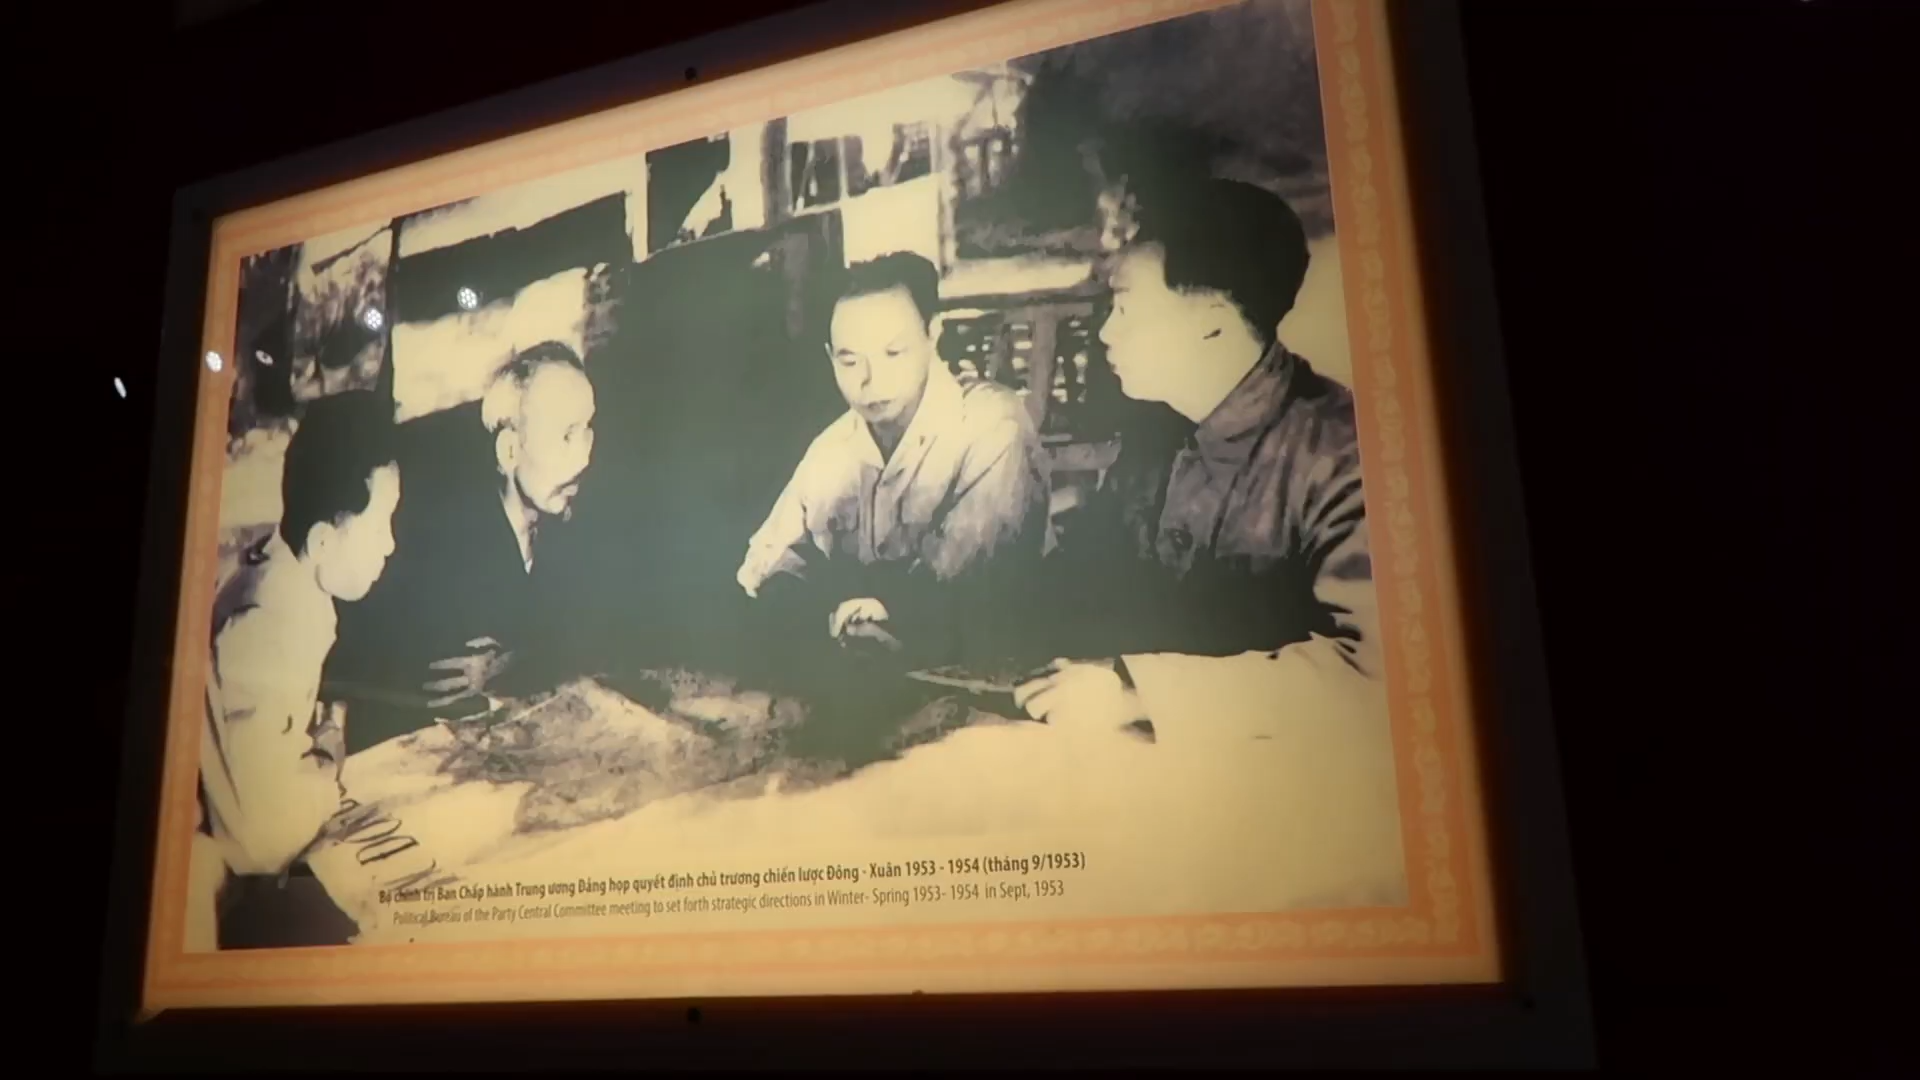 Bộ chính trị Ban Chấp hành Trung ương Đảng họp quyết định chủ trương chiến lược Đông - Xuân 1953 - 1954 (tháng 9/1953)
Political Bureau of the Party Central Committee meeting to set forth strategic directions in Winter- Spring 1953- 1954 in Sept, 1953